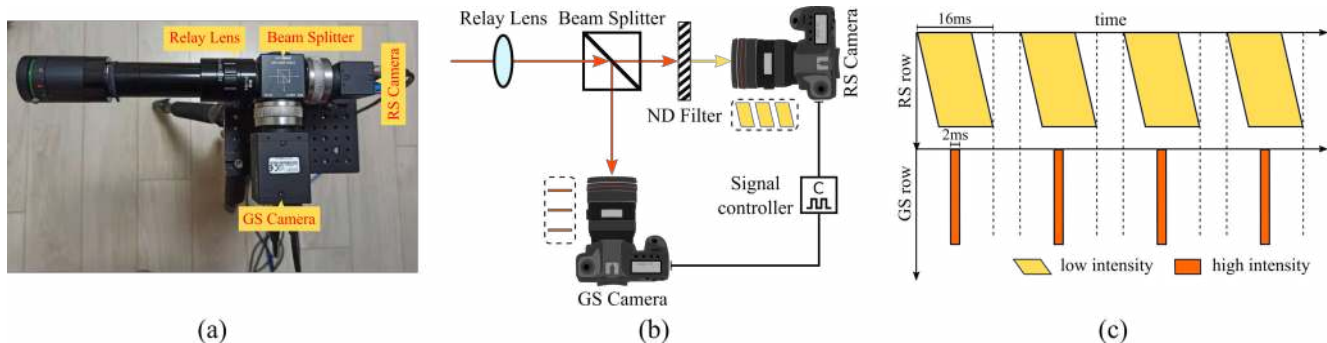 Relay Lens
Beam Splitter
RS Camera
GS Camera
(a)
Relay Lens
Beam Splitter
RS Camera
ND Filter
Signal
controller
C
GS Camera
(b)
16ms
time
RS row
2ms
GS row
low intensity
high intensity
(c)